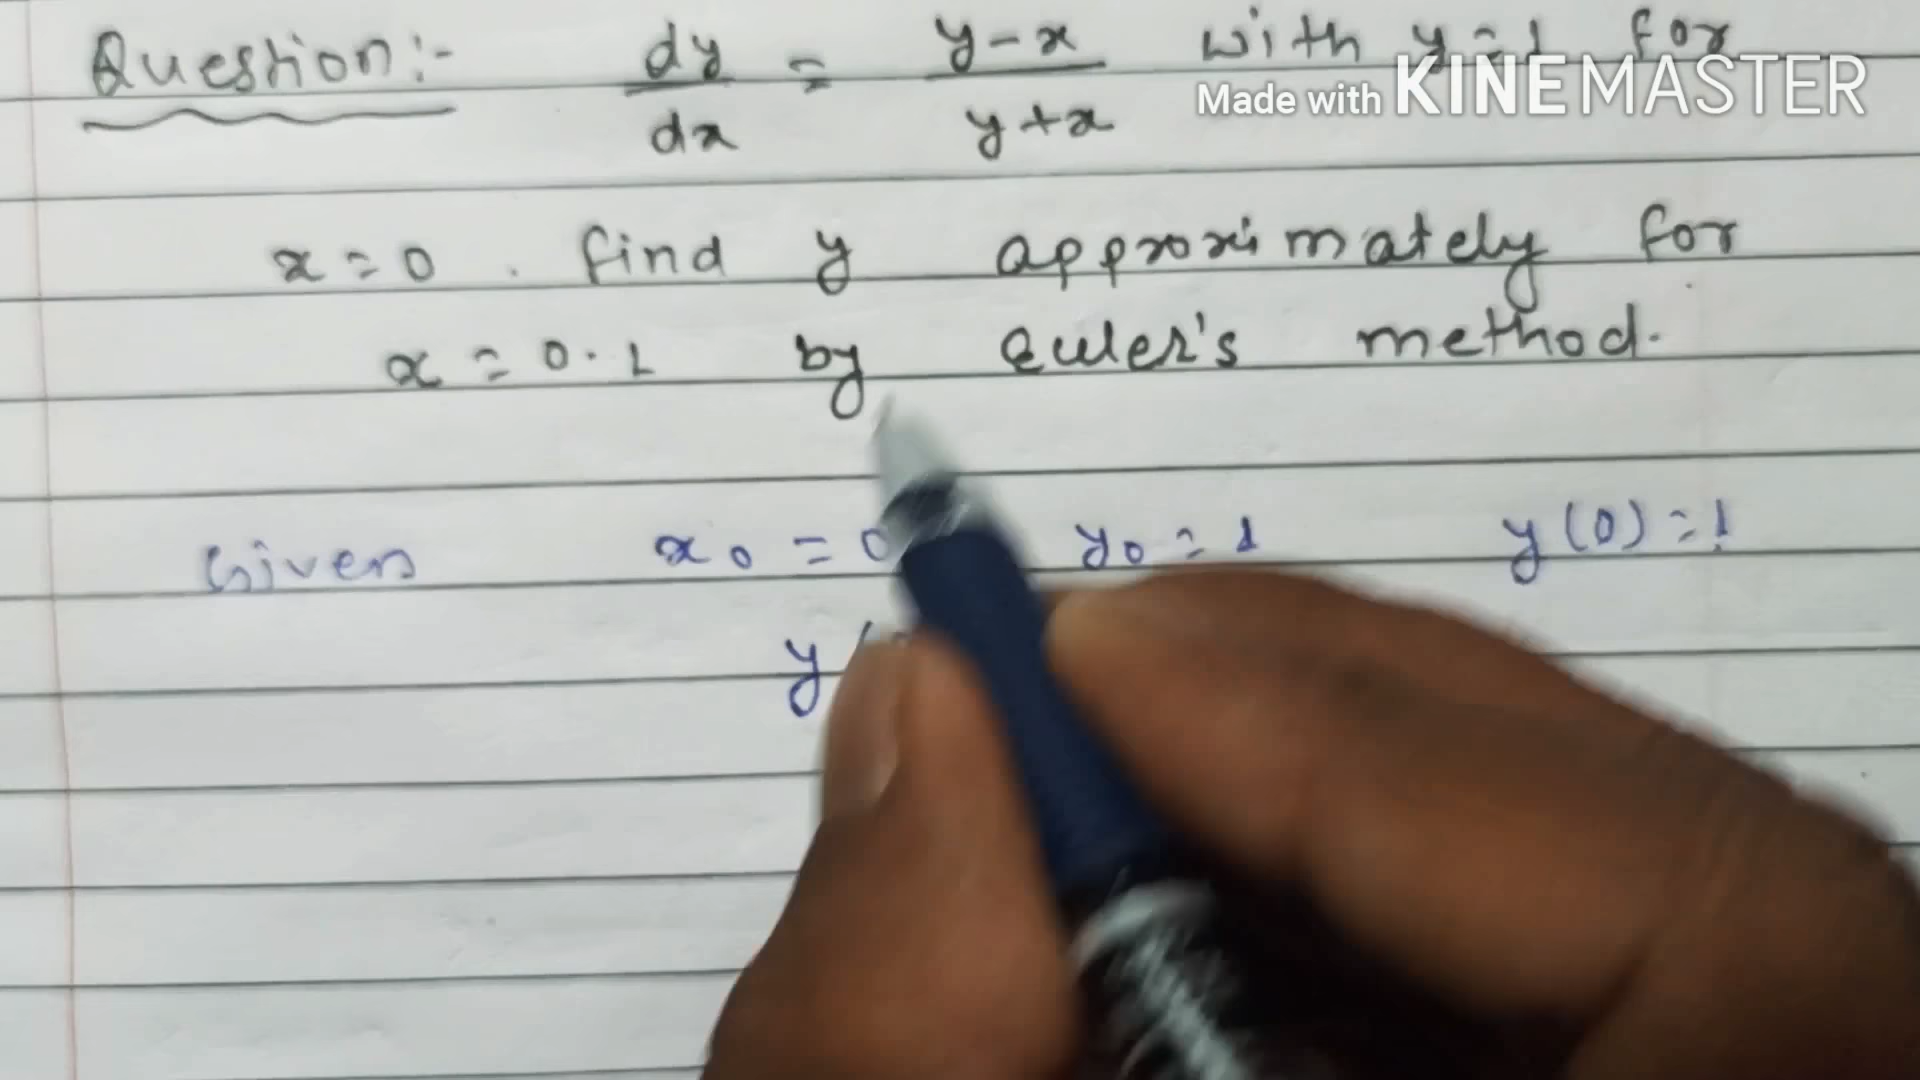 Question:- dy/dx = y-x/y+x with y=1 for
Made with KINEMASTER
x=0. find y approximately for
x=0.1 by Euler's method.
Given x0=0 y0=1 y(0)=1
y(